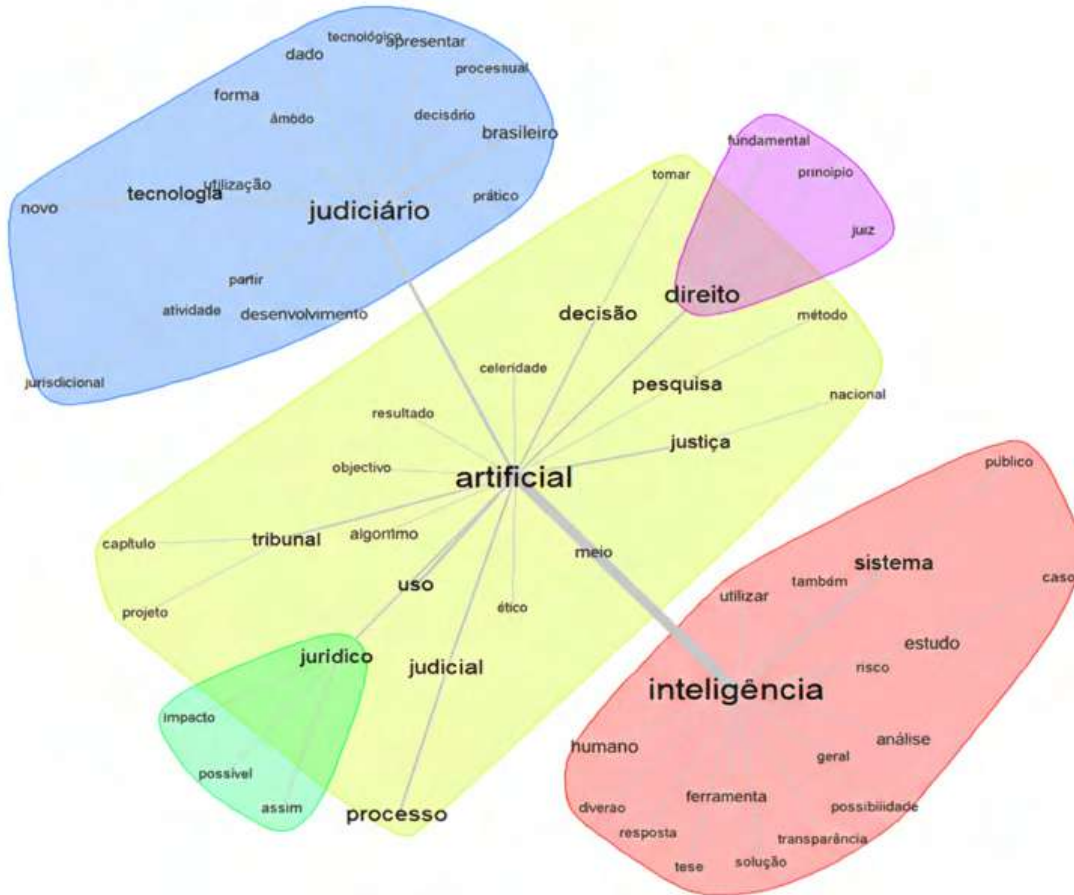 tecnológico
apresentar
dado
processual
forma
âmbdo
decisório
brasileiro
fundamental
princípio
tomar
tecnologia
utilização
novo
judiciário
prático
juiz
partir
direito
atividade
desenvolvimento
decisão
método
jurisdicional
celeridade
pesquisa
nacional
resultado
justiça
objectivo
artificial
público
capítulo
tribunal
algoritmo
meio
sistema
uso
também
utilizar
caso
projeto
ético
estudo
jurídico
judicial
risco
inteligência
impacto
humano
análise
geral
possível
ferramenta
assim
processo
diverao
possibilidade
resposta
transparência
tese
solução